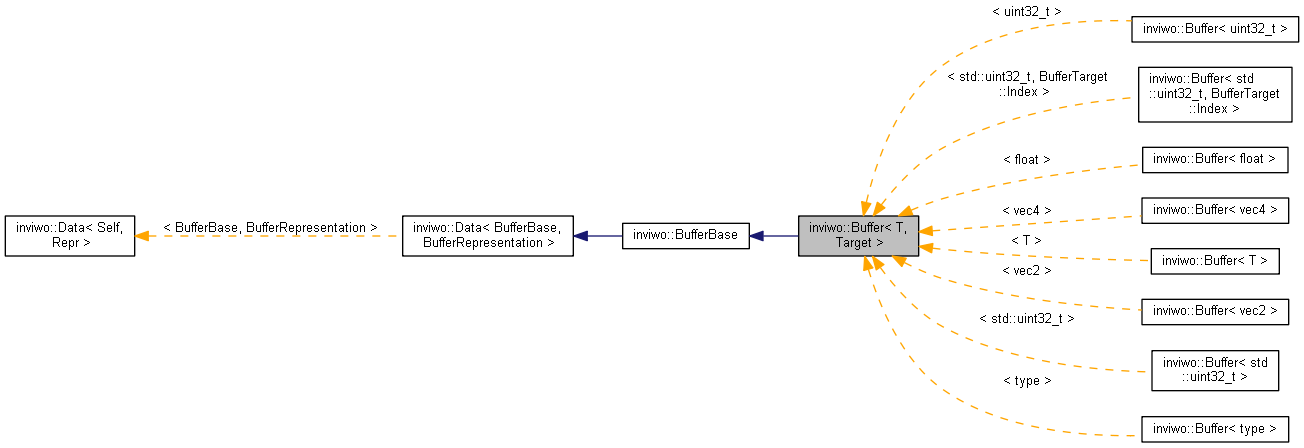 inviwo::Data< Self,
Repr >
< BufferBase, BufferRepresentation >
inviwo::Data< BufferBase,
BufferRepresentation >
inviwo::BufferBase
inviwo::Buffer< T,
Target >
< uint32_t >
inviwo::Buffer< uint32_t >
< std::uint32_t, BufferTarget
::Index >
inviwo::Buffer< std
::uint32_t, BufferTarget
::Index >
< float >
inviwo::Buffer< float >
< vec4 >
inviwo::Buffer< vec4 >
< T >
inviwo::Buffer< T >
< vec2 >
inviwo::Buffer< vec2 >
< std::uint32_t >
inviwo::Buffer< std
::uint32_t >
< type >
inviwo::Buffer< type >